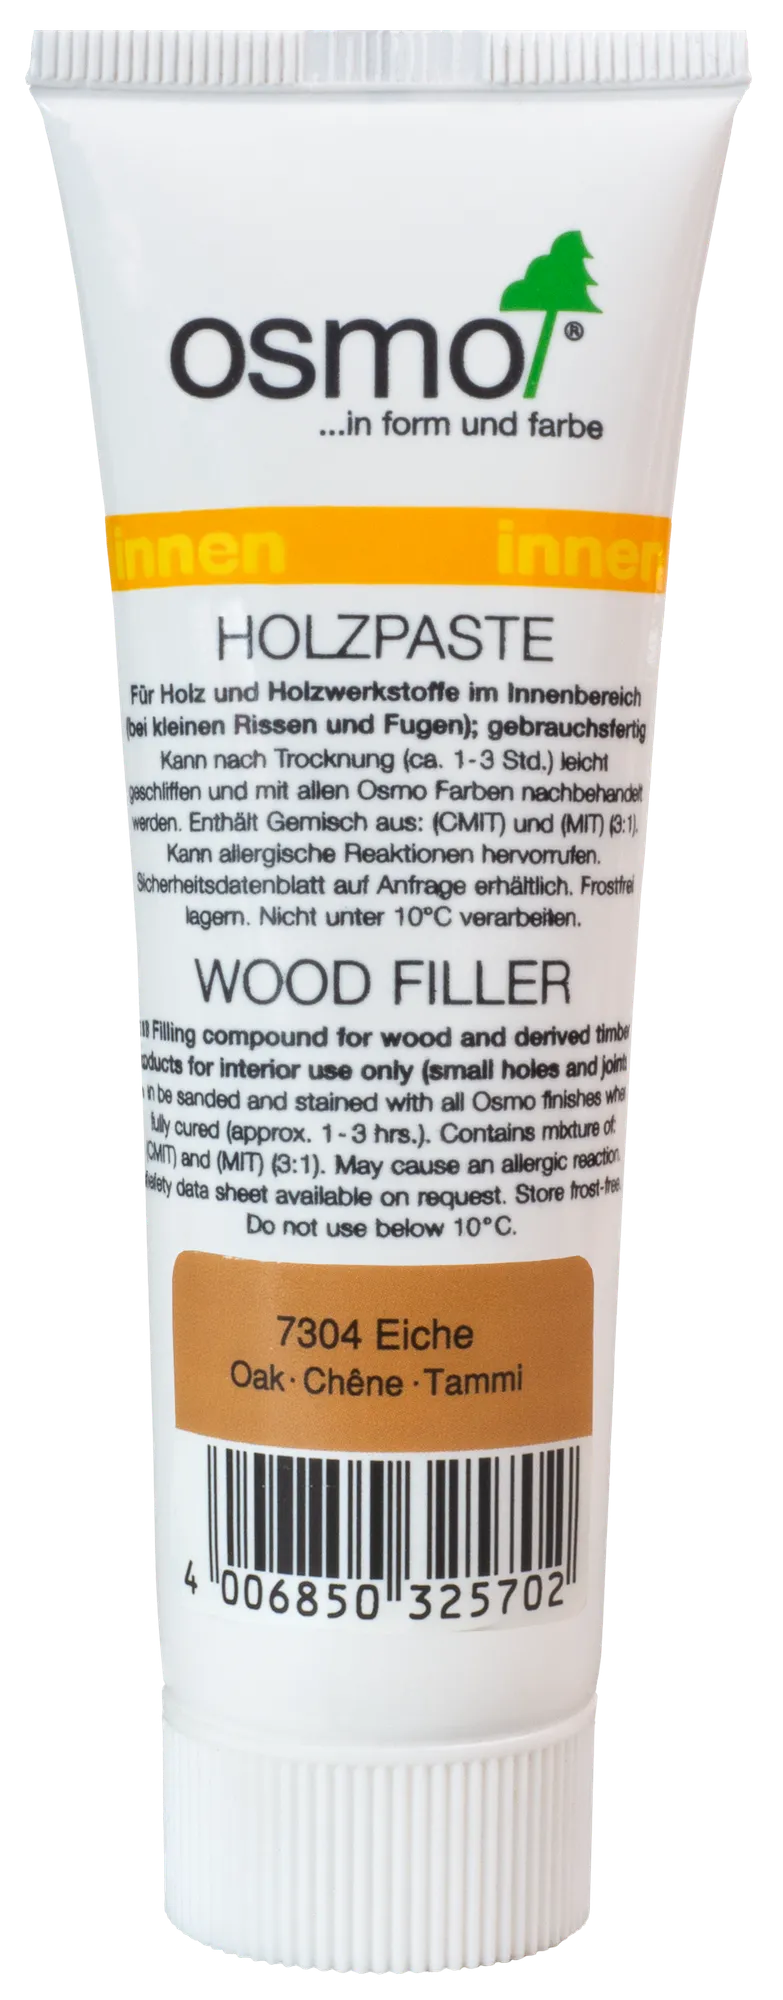 osmo®
...in form und farbe
innen innen
HOLZPASTE
Für Holz und Holzwerkstoffe im Innenbereich
(bei kleinen Rissen und Fugen); gebrauchsfertig
Kann nach Trocknung (ca. 1-3 Std.) leicht
geschliffen und mit allen Osmo Farben nachbehandelt
werden. Enthält Gemisch aus: (CMIT) und (MIT) (3:1).
Kann allergische Reaktionen hervorrufen.
Sicherheitsdatenblatt auf Anfrage erhältlich. Frostfrei
lagern. Nicht unter 10°C verarbeiten.
WOOD FILLER
Filling compound for wood and derived timber
products for interior use only (small holes and joints
in be sanded and stained with all Osmo finishes when
fully cured (approx. 1-3 hrs.). Contains mixture of:
(CMIT) and (MIT) (3:1). May cause an allergic reaction.
Safety data sheet available on request. Store frost-free.
Do not use below 10°C.
7304 Eiche
Oak · Chêne · Tammi
4 006850 325702